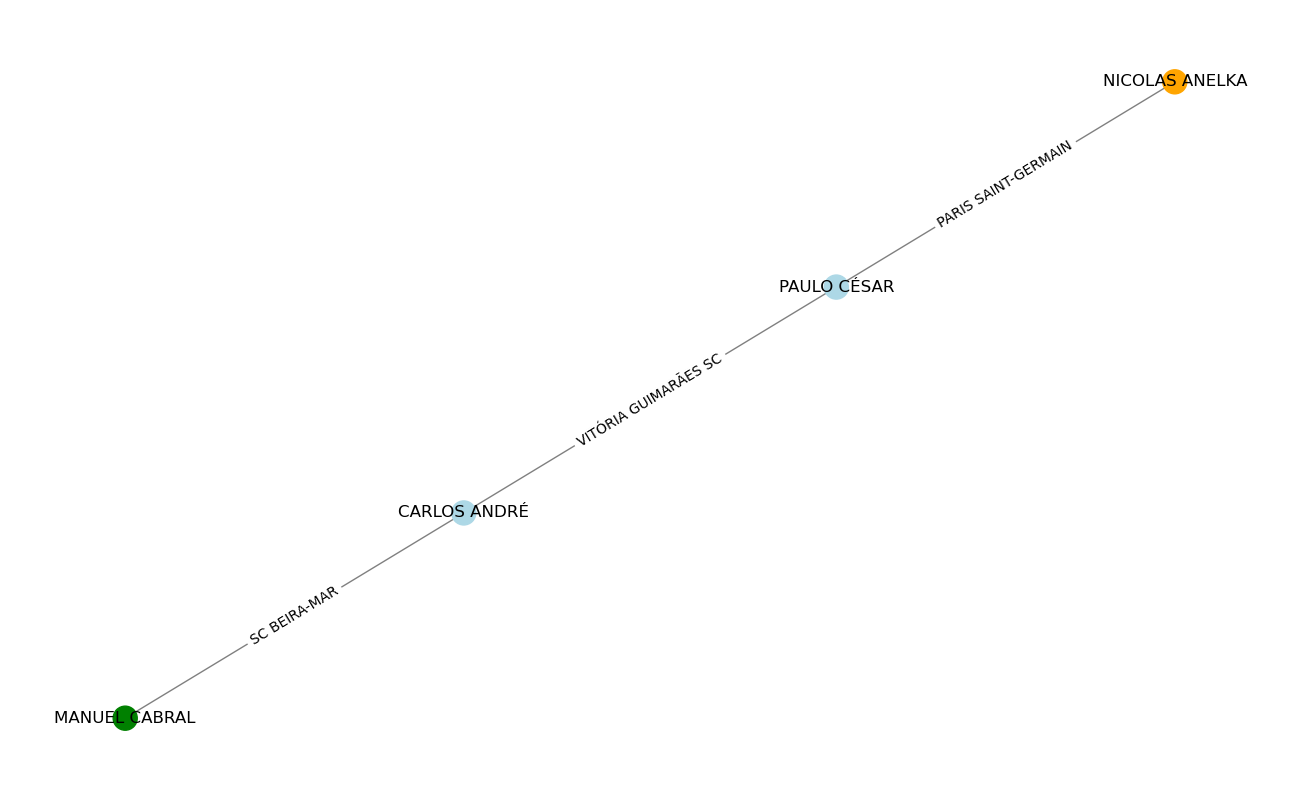 NICOLAS ANELKA
PARIS SAINT-GERMAIN
PAULO CÉSAR
VITÓRIA GUIMARÃES SC
CARLOS ANDRÉ
SC BEIRA-MAR
MANUEL CABRAL